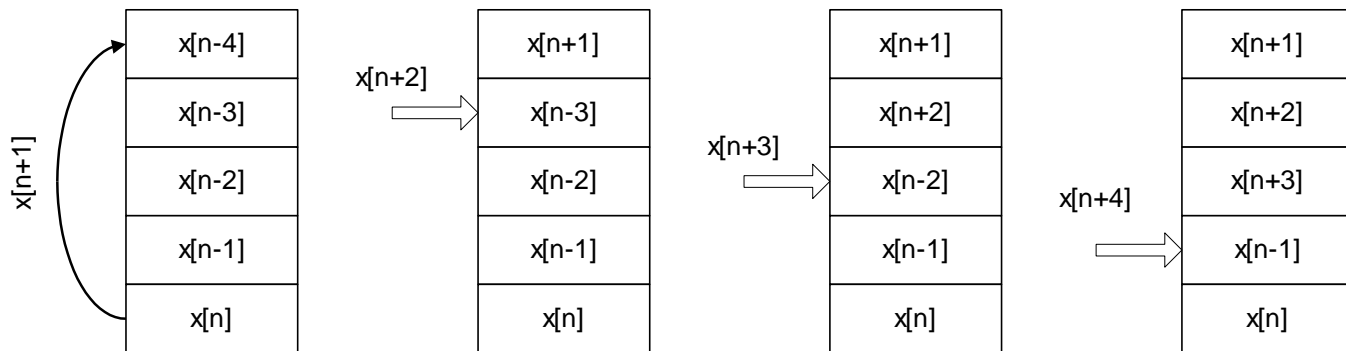 x[n-4] x[n+1] x[n+1] x[n+1]
x[n+2]
x[n-3] x[n-3] x[n+2] x[n+2]
x[n+1]
x[n+3]
x[n-2] x[n-2] x[n-2] x[n+3]
x[n+4]
x[n-1] x[n-1] x[n-1] x[n-1]
x[n] x[n] x[n] x[n]